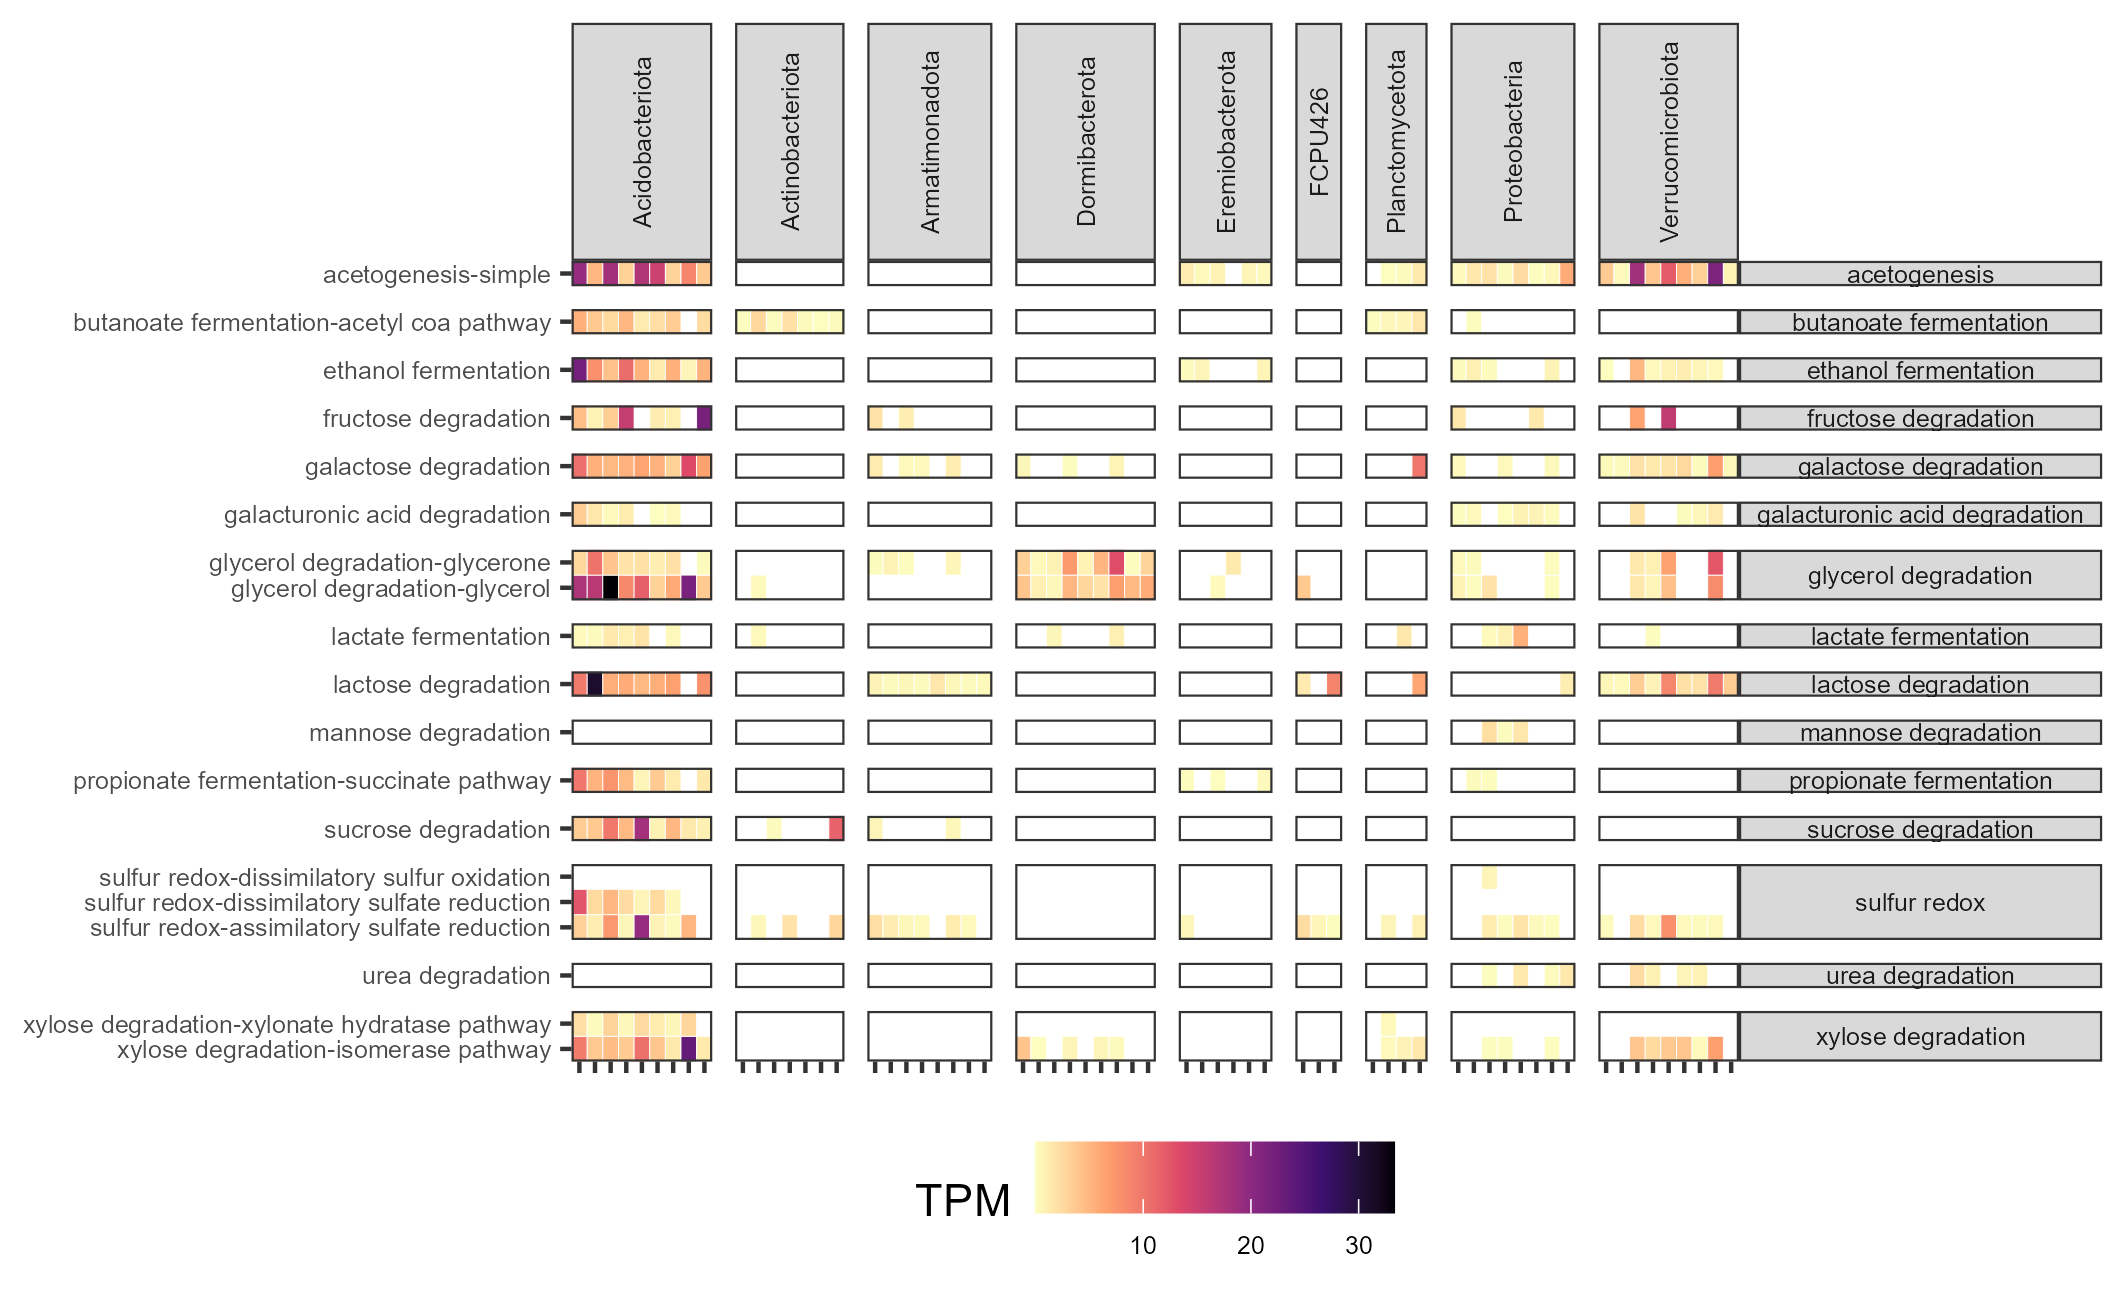 Acidobacteriota
Actinobacteriota
Armatimonadota
Dormibacterota
Eremiobacterota
FCPU426
Planctomycetota
Proteobacteria
Verrucomicrobiota
acetogenesis-simple
acetogenesis
butanoate fermentation-acetyl coa pathway
butanoate fermentation
ethanol fermentation
ethanol fermentation
fructose degradation
fructose degradation
galactose degradation
galactose degradation
galacturonic acid degradation
galacturonic acid degradation
glycerol degradation-glycerone
glycerol degradation-glycerol
glycerol degradation
lactate fermentation
lactate fermentation
lactose degradation
lactose degradation
mannose degradation
mannose degradation
propionate fermentation-succinate pathway
propionate fermentation
sucrose degradation
sucrose degradation
sulfur redox-dissimilatory sulfur oxidation
sulfur redox-dissimilatory sulfate reduction
sulfur redox-assimilatory sulfate reduction
sulfur redox
urea degradation
urea degradation
xylose degradation-xylonate hydratase pathway
xylose degradation-isomerase pathway
xylose degradation
TPM
10 20 30